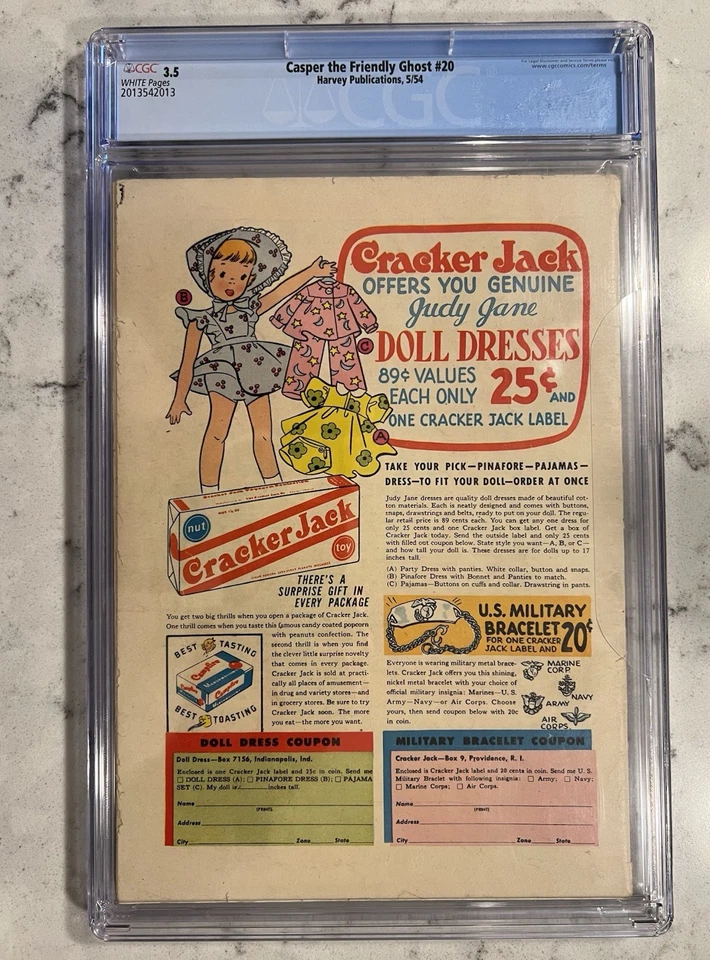 CGC 3.5
WHITE Pages
2013542013
Casper the Friendly Ghost #20
Harvey Publications, 5/54
www.cgccomics.com/terms
CGC
Cracker Jack
OFFERS YOU GENUINE
Judy Jane
DOLL DRESSES
89¢ VALUES
EACH ONLY 25¢ AND
ONE CRACKER JACK LABEL
B
C
A
TAKE YOUR PICK—PINAFORE—PAJAMAS—
DRESS—TO FIT YOUR DOLL—ORDER AT ONCE
Judy Jane dresses are quality doll dresses made of beautiful cot-
ton materials. Each is neatly designed and comes with buttons,
snaps, drawstrings and belts, ready to put on your doll. The regu-
lar retail price is 89 cents each. You can get any one dress for
only 25 cents and one Cracker Jack box label. Get a box of
Cracker Jack today. Send the outside label and only 25 cents
with filled out coupon below. State style you want—A, B, or C—
and how tall your doll is. These dresses are for dolls up to 17
inches tall.
(A) Party Dress with panties. White collar, button and snaps.
(B) Pinafore Dress with Bonnet and Panties to match.
(C) Pajamas—Buttons on cuffs and collar. Drawstring in pants.
nut
Cracker Jack
toy
THERE'S A
SURPRISE GIFT IN
EVERY PACKAGE
You get two big thrills when you open a package of Cracker Jack.
One thrill comes when you taste this famous candy coated popcorn
with peanuts confection. The
second thrill is when you find
the clever little surprise novelty
that comes in every package.
Cracker Jack is sold at practi-
cally all places of amusement—
in drug and variety stores—and
in grocery stores. Be sure to try
Cracker Jack soon. The more
you eat—the more you want.
BEST TASTING
Campfire
BEST TOASTING
U.S. MILITARY
BRACELET
FOR ONE CRACKER
JACK LABEL AND 20¢
Everyone is wearing military metal brace-
lets. Cracker Jack offers you this shining,
nickel metal bracelet with your choice of
official military insignia: Marines—U. S.
Army—Navy—or Air Corps. Choose
yours, then send coupon below with 20c
in coin.
MARINE
CORP
NAVY
ARMY
AIR
CORPS
DOLL DRESS COUPON
Doll Dress—Box 7156, Indianapolis, Ind.
Enclosed is one Cracker Jack label and 25c in coin. Send me
☐ DOLL DRESS (A); ☐ PINAFORE DRESS (B); ☐ PAJAMA
SET (C). My doll is inches tall.
Name
(PRINT)
Address
City Zone State
MILITARY BRACELET COUPON
Cracker Jack—Box 9, Providence, R. I.
Enclosed is Cracker Jack label and 20 cents in coin. Send me U. S.
Military Bracelet with following insignia: ☐ Army; ☐ Navy;
☐ Marine Corps; ☐ Air Corps.
Name
(PRINT)
Address
City Zone State